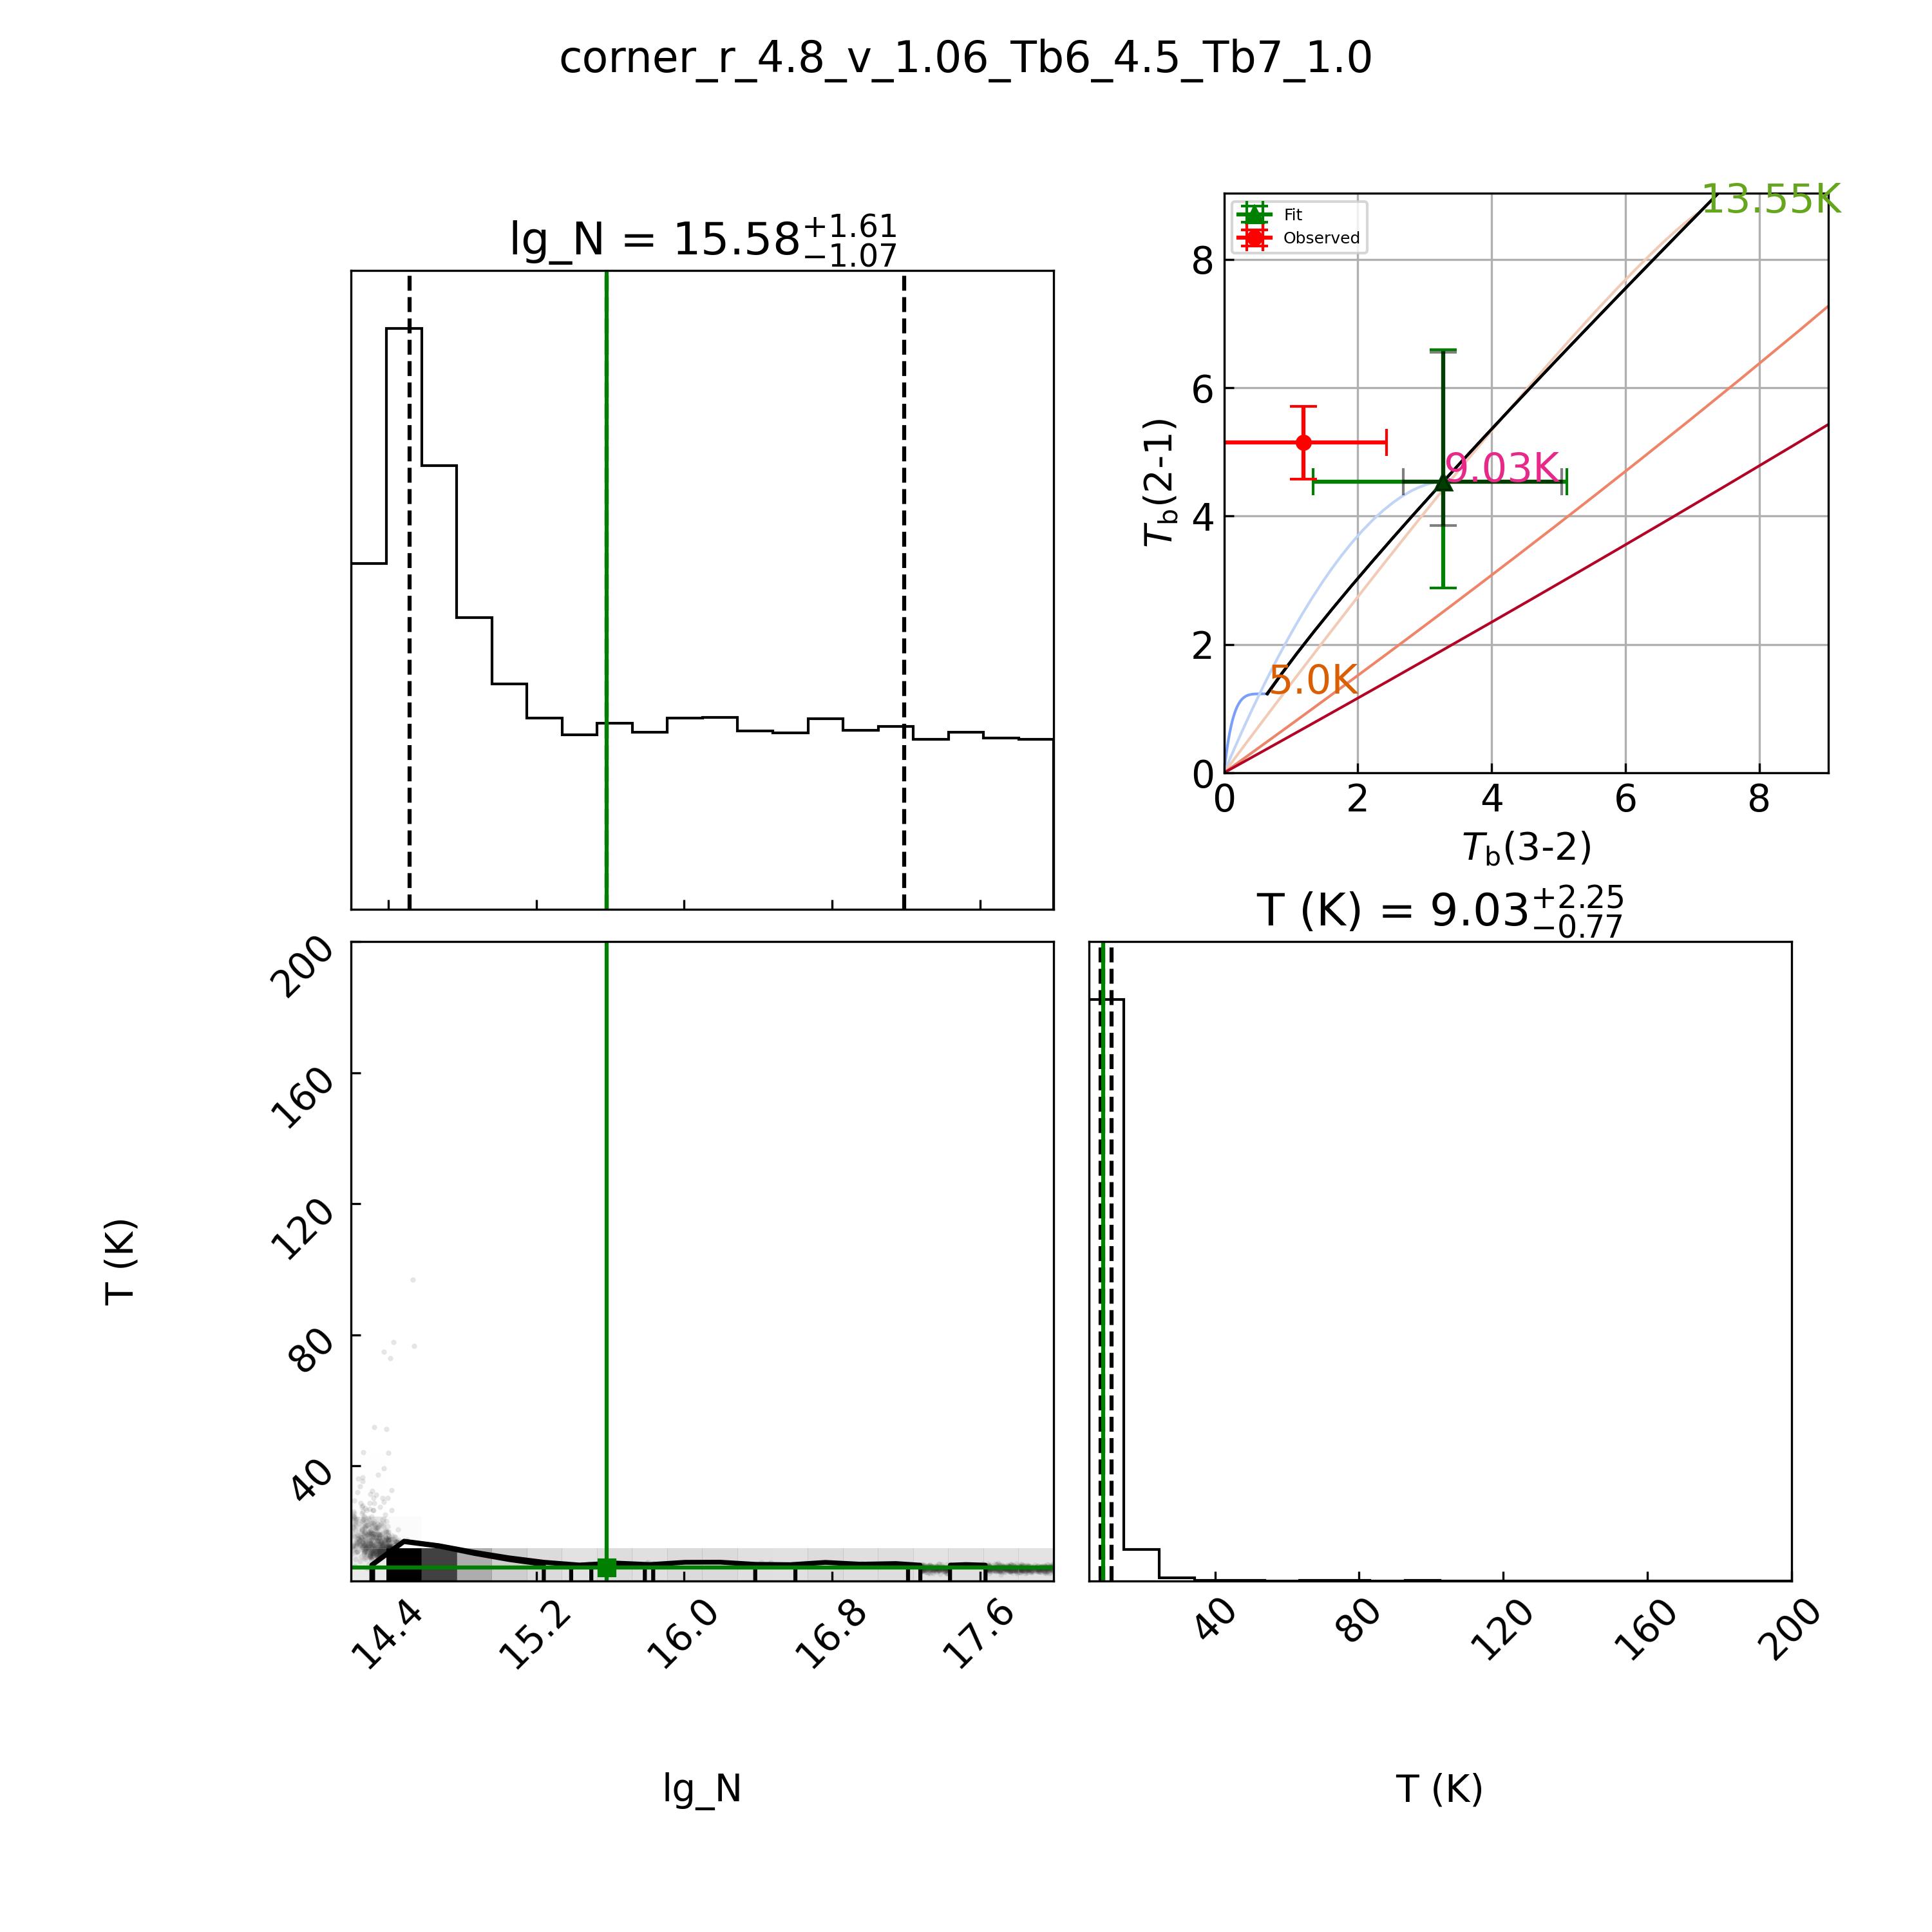 corner_r_4.8_v_1.06_Tb6_4.5_Tb7_1.0
lg_N = 15.58+1.61−1.07
13.55K
Fit
Observed
8
6
4
2
0
Tb(2-1)
9.03K
5.0K
0 2 4 6 8
Tb(3-2)
T (K) = 9.03+2.25−0.77
200
160
120
80
40
T (K)
14.4 15.2 16.0 16.8 17.6
lg_N
40 80 120 160 200
T (K)